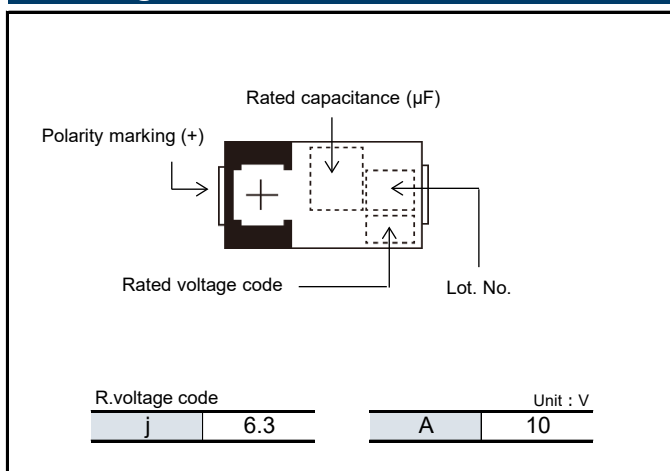 Rated capacitance (µF)
Polarity marking (+)
+
Rated voltage code
Lot. No.
R.voltage code
Unit : V
j 6.3 A 10